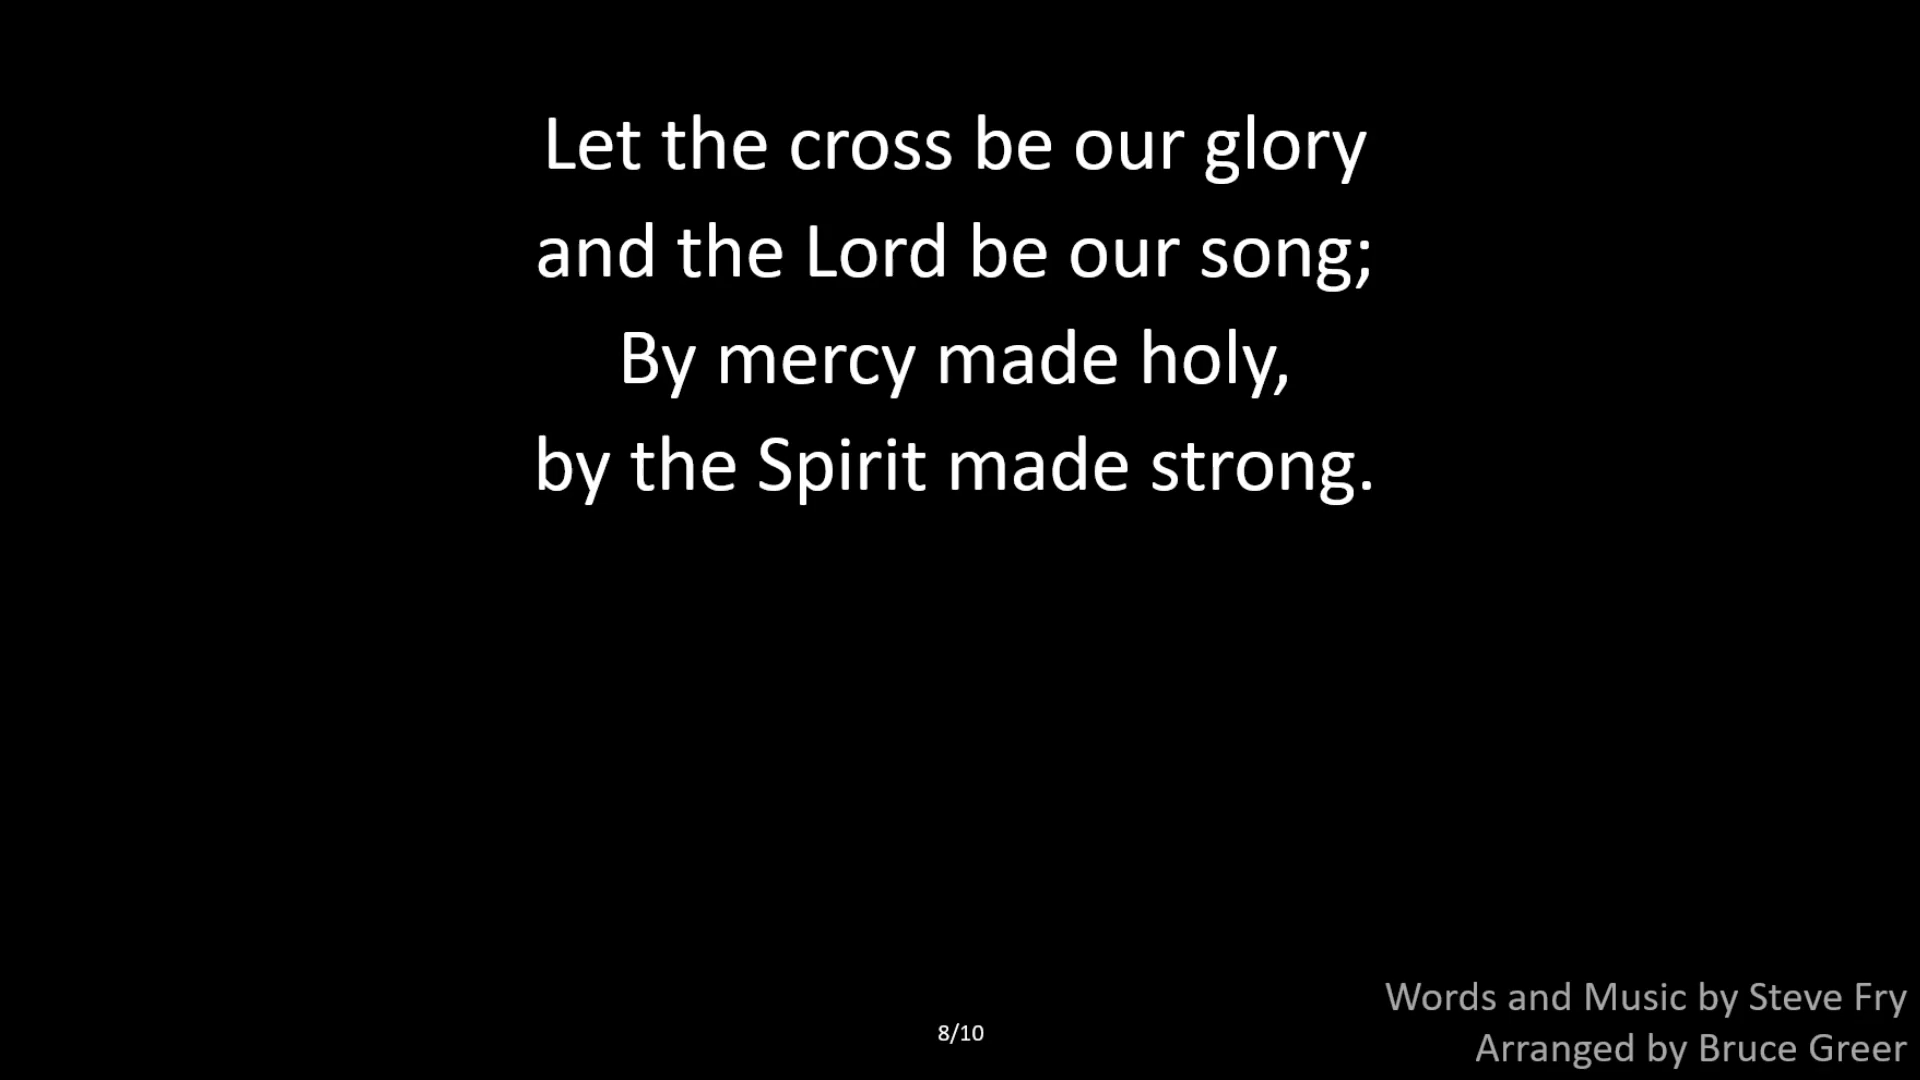 Let the cross be our glory
and the Lord be our song;
By mercy made holy,
by the Spirit made strong.
8/10
Words and Music by Steve Fry
Arranged by Bruce Greer